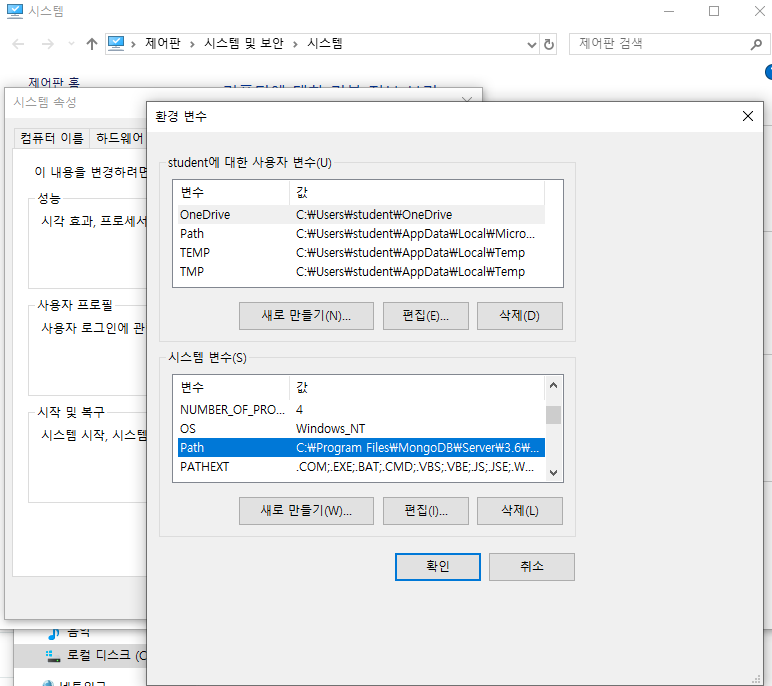 시스템
제어판 > 시스템 및 보안 > 시스템
제어판 검색
제어판 홈
시스템 속성
환경 변수
컴퓨터 이름 하드웨어
이 내용을 변경하려면
성능
시각 효과, 프로세서
사용자 프로필
사용자 로그인에 관
시작 및 복구
시스템 시작, 시스템
student에 대한 사용자 변수(U)
변수 값
OneDrive C:₩Users₩student₩OneDrive
Path C:₩Users₩student₩AppData₩Local₩Micro...
TEMP C:₩Users₩student₩AppData₩Local₩Temp
TMP C:₩Users₩student₩AppData₩Local₩Temp
새로 만들기(N)... 편집(E)... 삭제(D)
시스템 변수(S)
변수 값
NUMBER_OF_PRO... 4
OS Windows_NT
Path C:₩Program Files₩MongoDB₩Server₩3.6₩...
PATHEXT .COM;.EXE;.BAT;.CMD;.VBS;.VBE;.JS;.JSE;.W...
새로 만들기(W)... 편집(I)... 삭제(L)
확인 취소
음악
로컬 디스크 (C